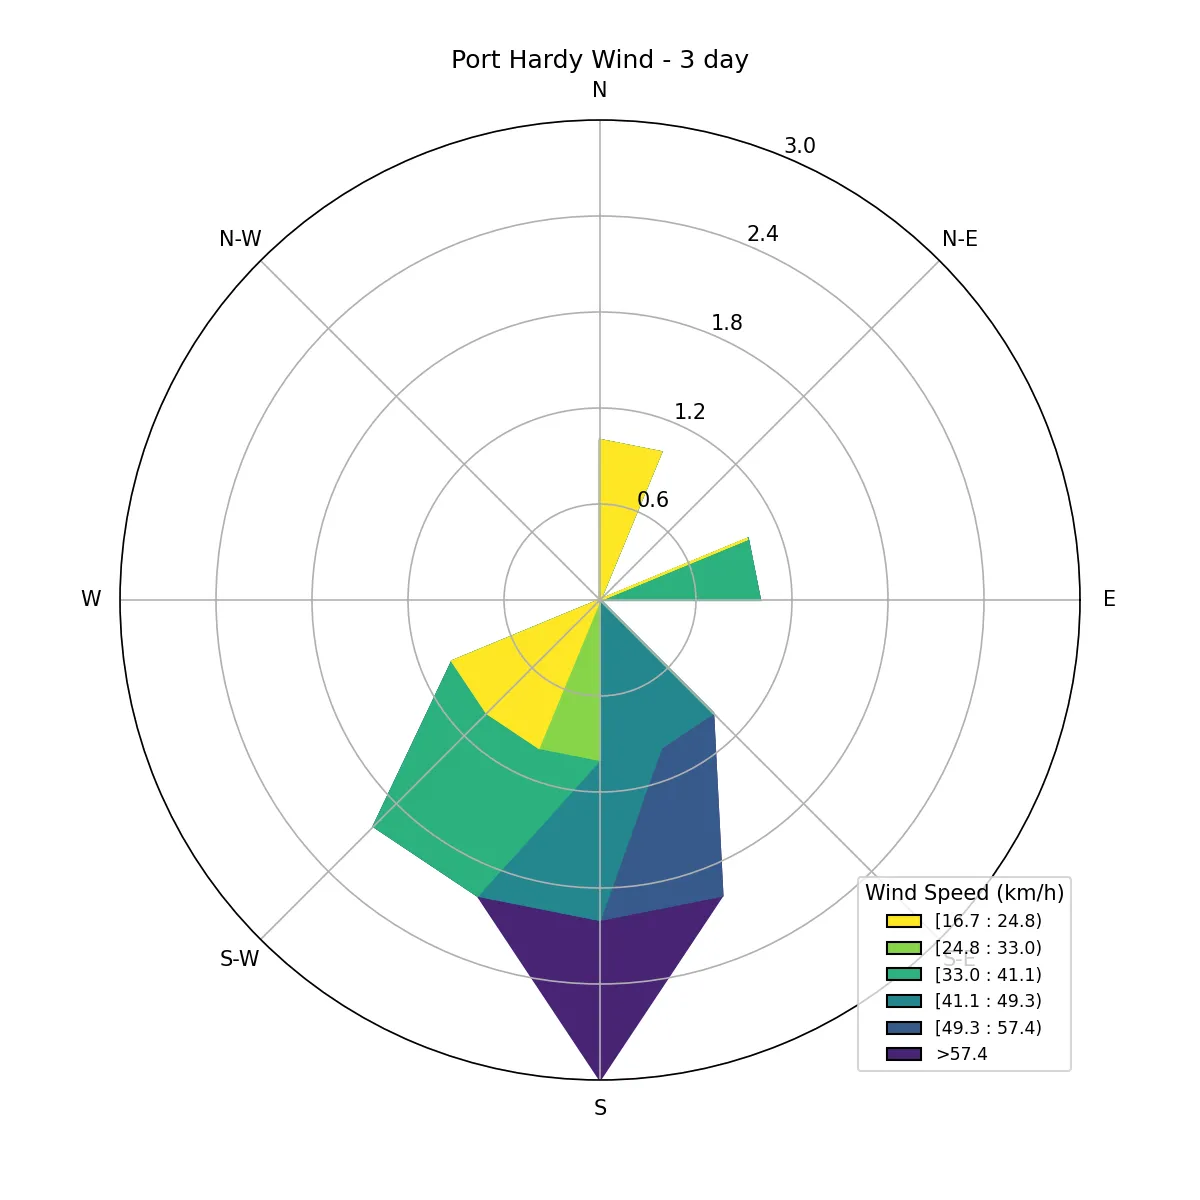 Port Hardy Wind - 3 day
N
3.0
N-W
N-E
2.4
1.8
1.2
0.6
W
E
S-W
S-E
S
Wind Speed (km/h)
[16.7 : 24.8)
[24.8 : 33.0)
[33.0 : 41.1)
[41.1 : 49.3)
[49.3 : 57.4)
>57.4